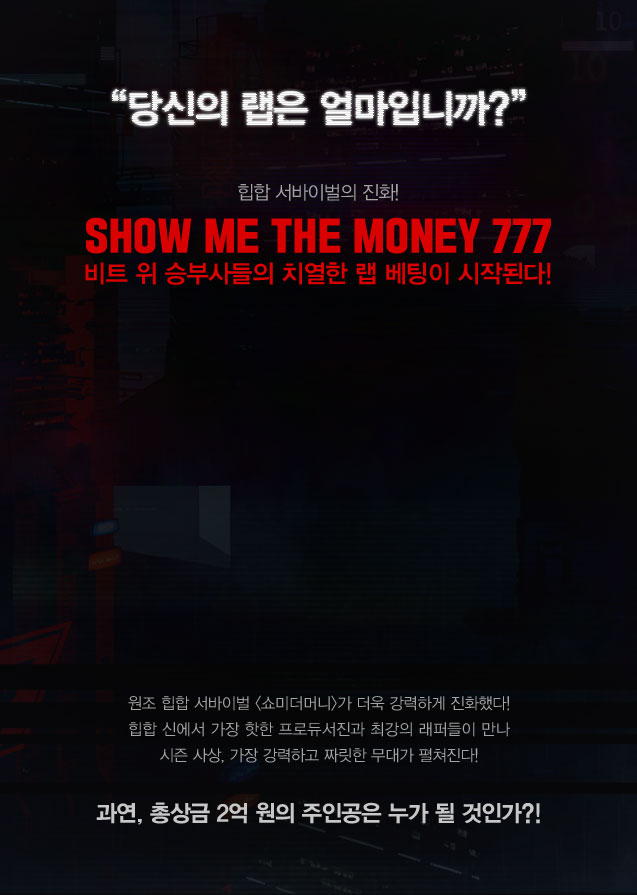 10
10
“당신의 랩은 얼마입니까?”
힙합 서바이벌의 진화!
SHOW ME THE MONEY 777
비트 위 승부사들의 치열한 랩 베팅이 시작된다!
원조 힙합 서바이벌 <쇼미더머니>가 더욱 강력하게 진화했다!
힙합 신에서 가장 핫한 프로듀서진과 최강의 래퍼들이 만나
시즌 사상, 가장 강력하고 짜릿한 무대가 펼쳐진다!
과연, 총상금 2억 원의 주인공은 누가 될 것인가?!